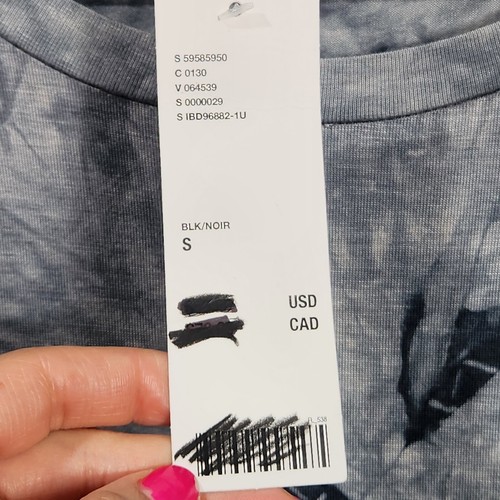 S 59585950
C 0130
V 064539
S 0000029
S IBD96882-1U
BLK/NOIR
S
USD
CAD